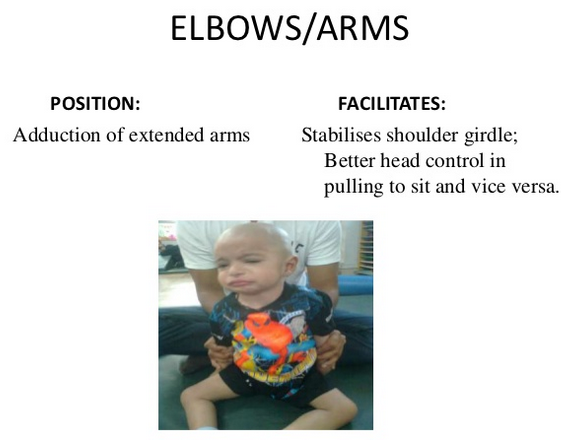 ELBOWS/ARMS
POSITION:
Adduction of extended arms
FACILITATES:
Stabilises shoulder girdle;
Better head control in
pulling to sit and vice versa.